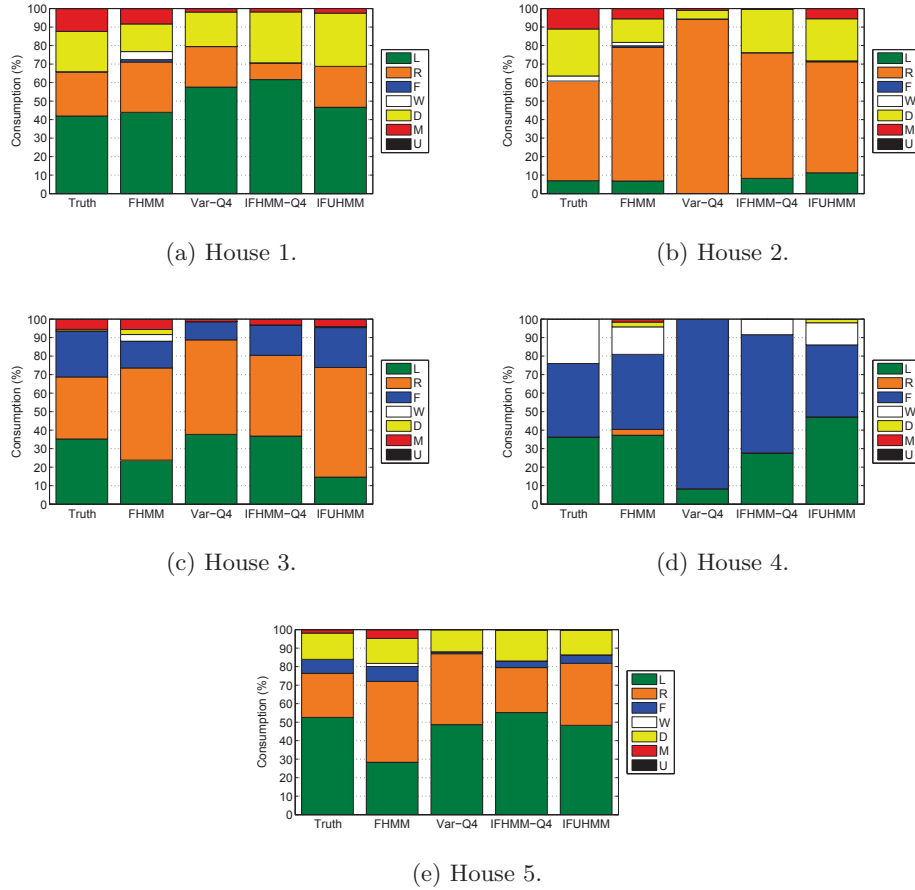 100
90
80
70
60
50
40
30
20
10
0
Consumption (%)
Truth FHMM Var−Q4 IFHMM−Q4 IFUHMM
L
R
F
W
D
M
U
(a) House 1.
100
90
80
70
60
50
40
30
20
10
0
Consumption (%)
Truth FHMM Var−Q4 IFHMM−Q4 IFUHMM
L
R
F
W
D
M
U
(b) House 2.
100
90
80
70
60
50
40
30
20
10
0
Consumption (%)
Truth FHMM Var−Q4 IFHMM−Q4 IFUHMM
L
R
F
W
D
M
U
(c) House 3.
100
90
80
70
60
50
40
30
20
10
0
Consumption (%)
Truth FHMM Var−Q4 IFHMM−Q4 IFUHMM
L
R
F
W
D
M
U
(d) House 4.
100
90
80
70
60
50
40
30
20
10
0
Consumption (%)
Truth FHMM Var−Q4 IFHMM−Q4 IFUHMM
L
R
F
W
D
M
U
(e) House 5.